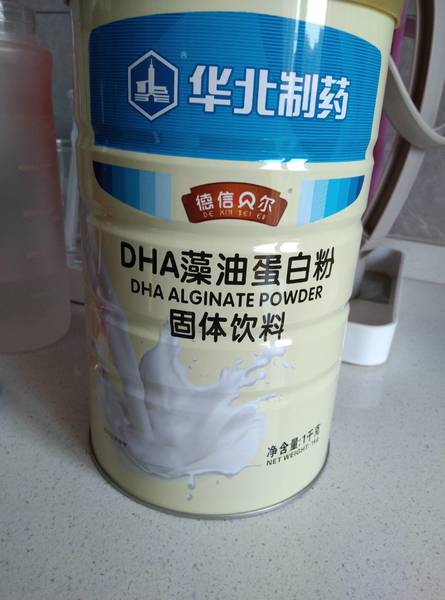 华北制药
德信贝尔
DE XIN BEI ER
DHA藻油蛋白粉
DHA ALGINATE POWDER
固体饮料
净含量:1千克
NET WEIGHT: 1kg